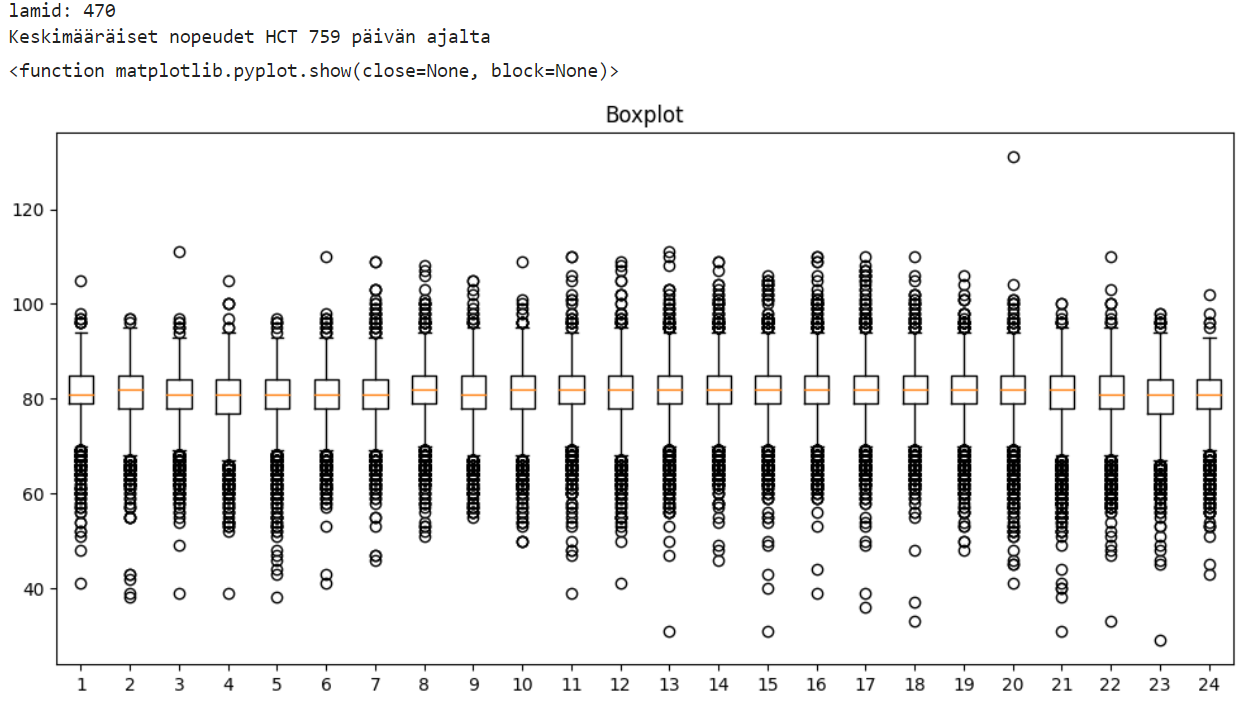 lamid: 470
Keskimääräiset nopeudet HCT 759 päivän ajalta
<function matplotlib.pyplot.show(close=None, block=None)>
Boxplot
120
100
80
60
40
1 2 3 4 5 6 7 8 9 10 11 12 13 14 15 16 17 18 19 20 21 22 23 24